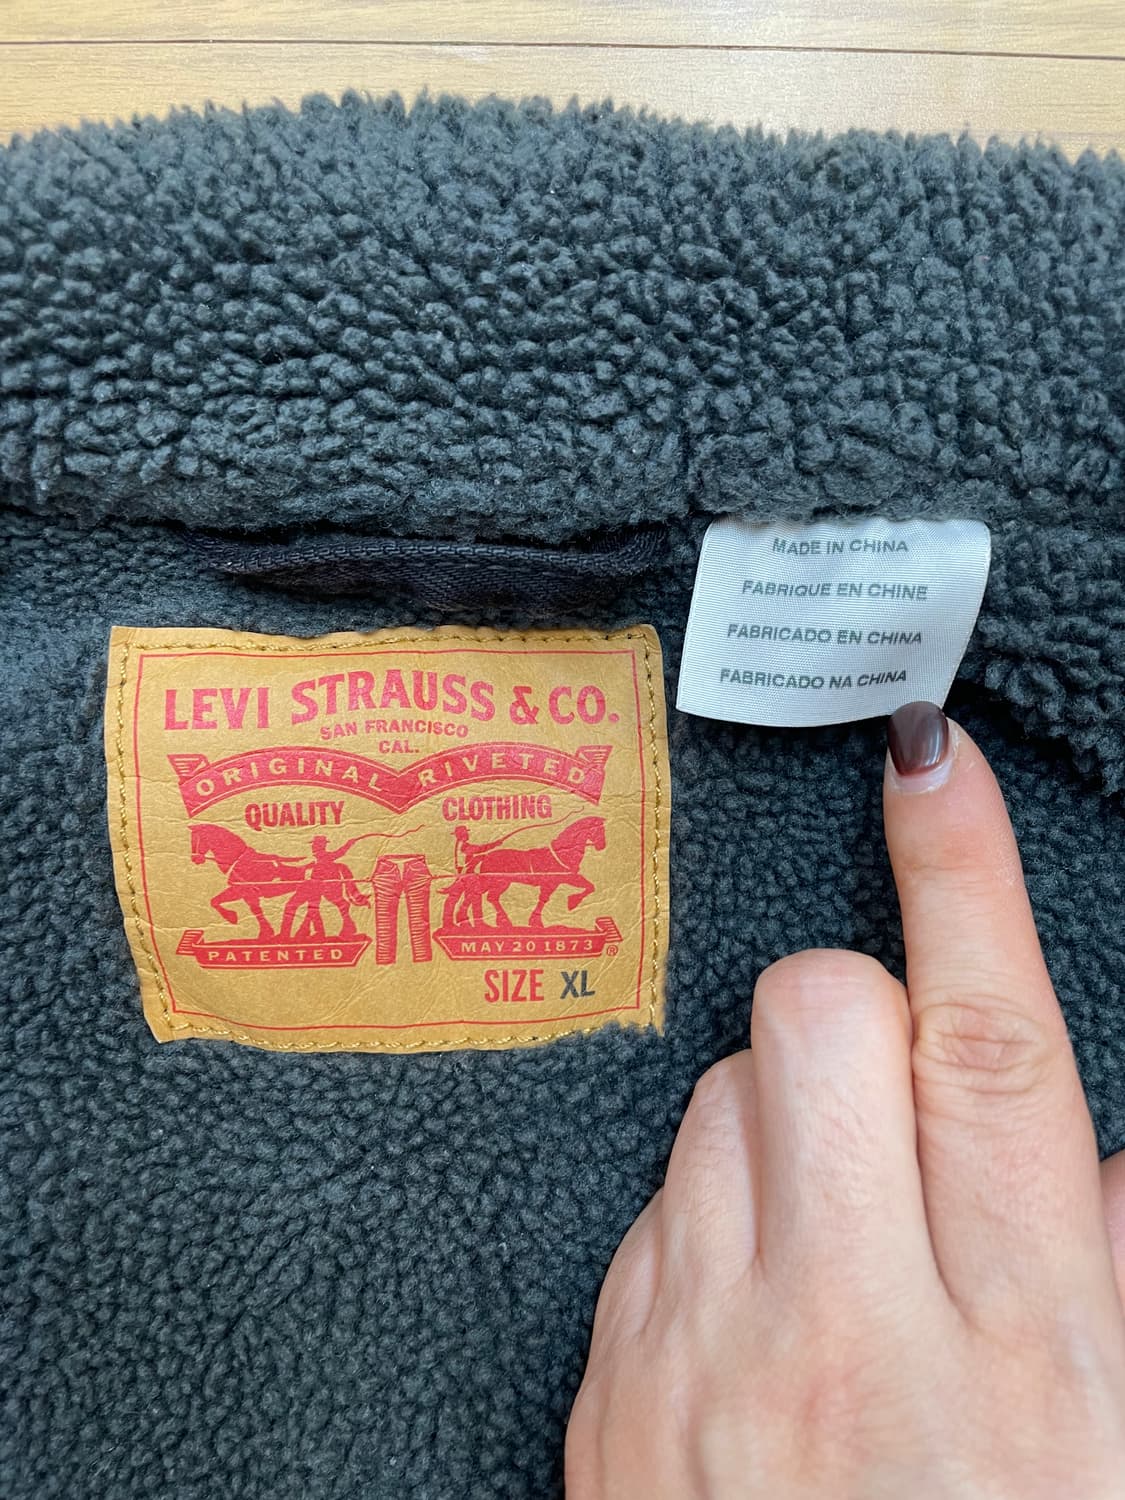 LEVI STRAUSS & CO.
SAN FRANCISCO
CAL.
ORIGINAL RIVETED
QUALITY CLOTHING
PATENTED MAY 20 1873 ®
SIZE XL
MADE IN CHINA
FABRIQUE EN CHINE
FABRICADO EN CHINA
FABRICADO NA CHINA